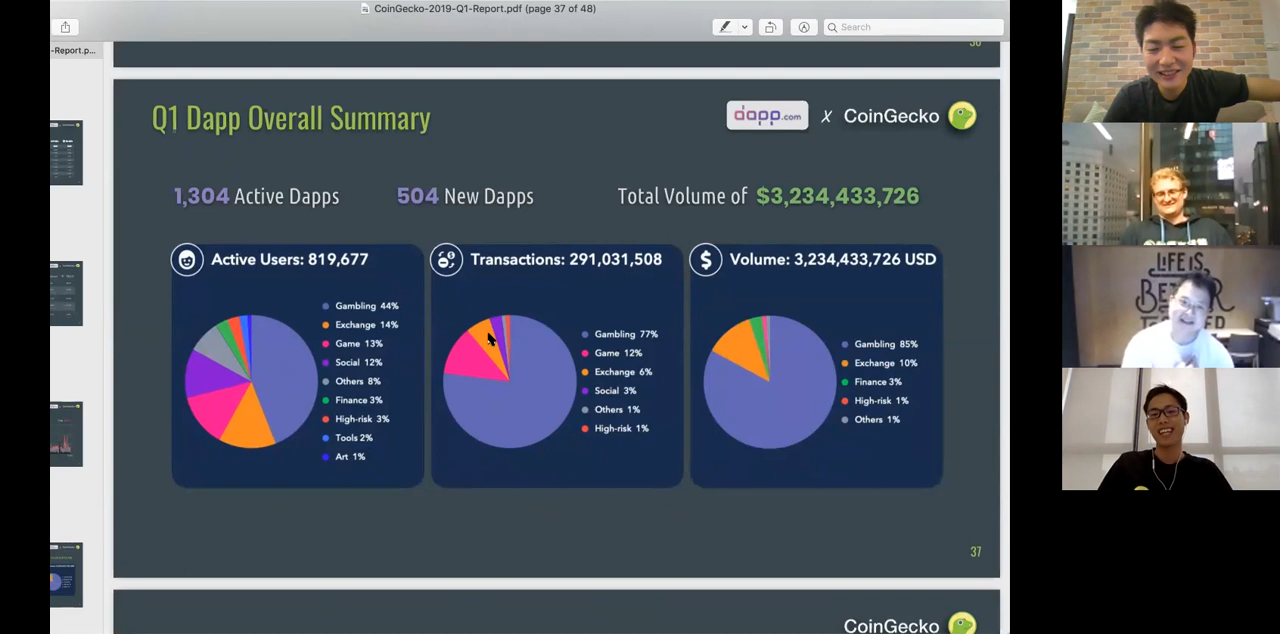 CoinGecko-2019-Q1-Report.pdf (page 37 of 48)
Search
-Report.p...
36
Q1 Dapp Overall Summary
dapp.com x CoinGecko
1,304 Active Dapps
504 New Dapps
Total Volume of $3,234,433,726
Active Users: 819,677
Gambling 44%
Exchange 14%
Game 13%
Social 12%
Others 8%
Finance 3%
High-risk 3%
Tools 2%
Art 1%
Transactions: 291,031,508
Gambling 77%
Game 12%
Exchange 6%
Social 3%
Others 1%
High-risk 1%
$
Volume: 3,234,433,726 USD
Gambling 85%
Exchange 10%
Finance 3%
High-risk 1%
Others 1%
37
CoinGecko
LIFE IS